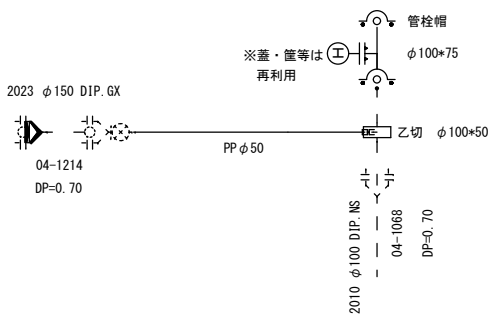 管栓帽
※蓋・筺等は
再利用
φ100*75
2023 φ150 DIP.GX
乙切 φ100*50
PPφ50
04-1214
DP=0.70
2010 φ100 DIP.NS
04-1068
DP=0.70